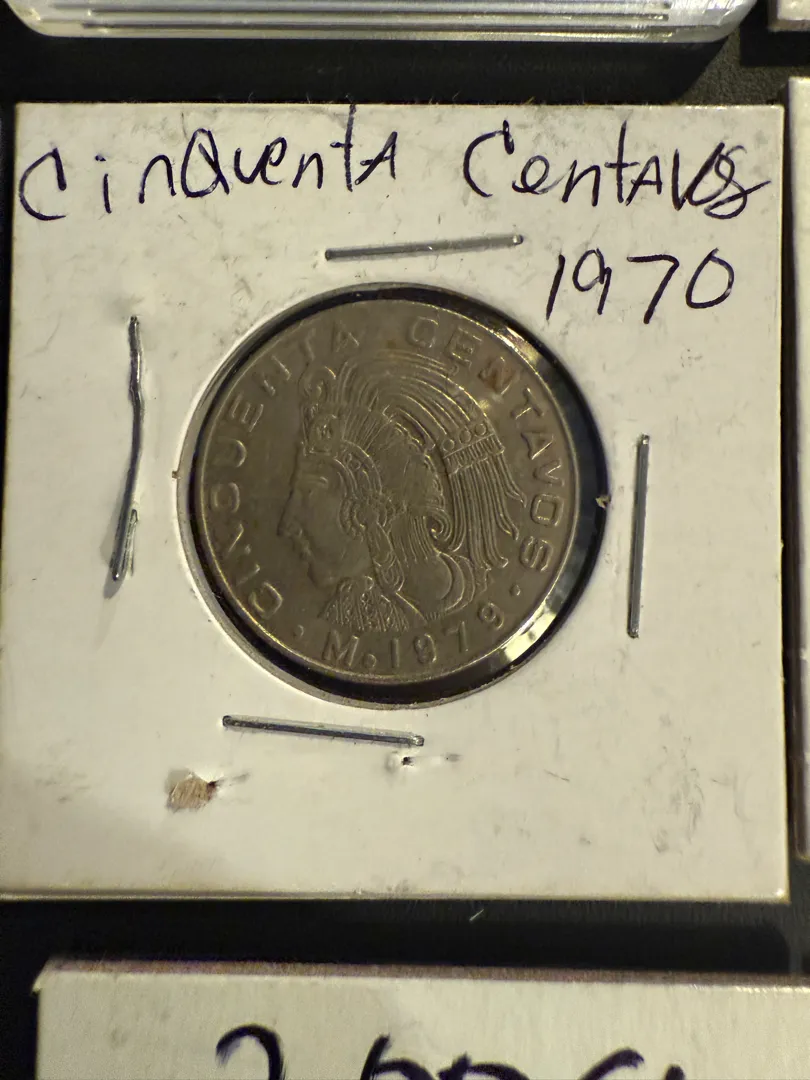 CinQuentA CentAVos
1970
CINCUENTA CENTAVOS
M. 1979